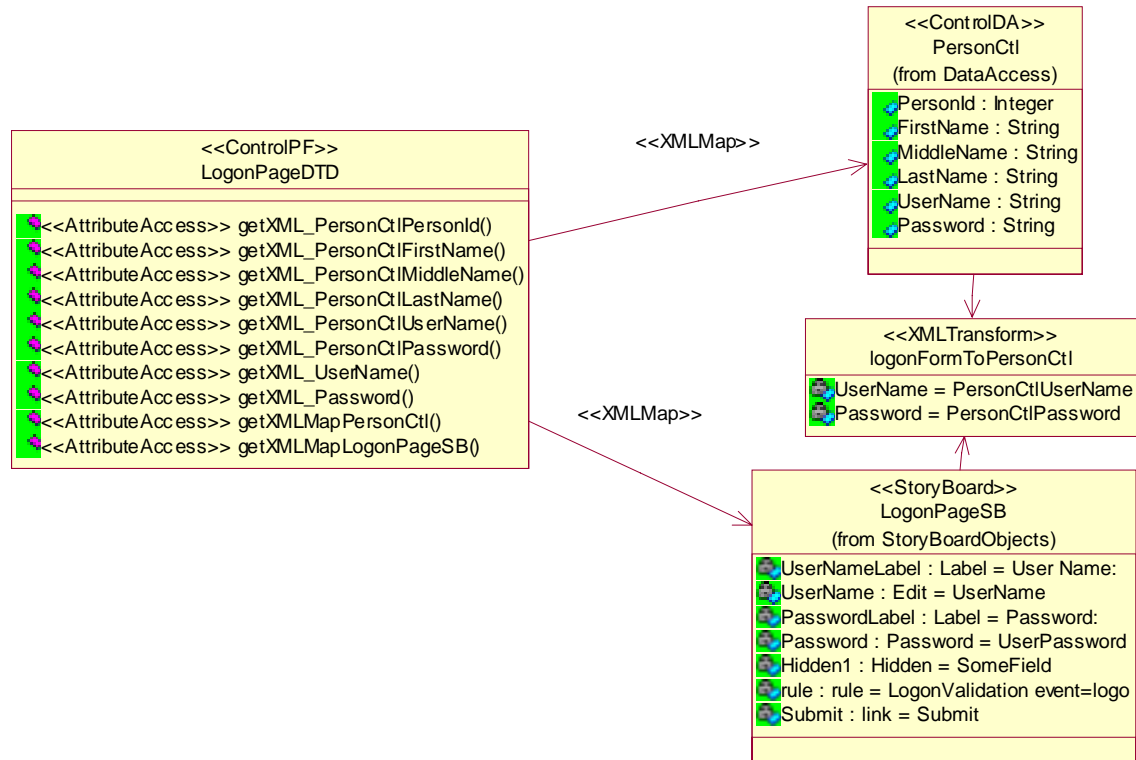 <<ControlPF>>
LogonPageDTD
<<AttributeAccess>> getXML_PersonCtlPersonId()
<<AttributeAccess>> getXML_PersonCtlFirstName()
<<AttributeAccess>> getXML_PersonCtlMiddleName()
<<AttributeAccess>> getXML_PersonCtlLastName()
<<AttributeAccess>> getXML_PersonCtlUserName()
<<AttributeAccess>> getXML_PersonCtlPassword()
<<AttributeAccess>> getXML_UserName()
<<AttributeAccess>> getXML_Password()
<<AttributeAccess>> getXMLMapPersonCtl()
<<AttributeAccess>> getXMLMapLogonPageSB()
<<XMLMap>>
<<XMLMap>>
<<ControlDA>>
PersonCtl
(from DataAccess)
PersonId : Integer
FirstName : String
MiddleName : String
LastName : String
UserName : String
Password : String
<<XMLTransform>>
logonFormToPersonCtl
UserName = PersonCtlUserName
Password = PersonCtlPassword
<<StoryBoard>>
LogonPageSB
(from StoryBoardObjects)
UserNameLabel : Label = User Name:
UserName : Edit = UserName
PasswordLabel : Label = Password:
Password : Password = UserPassword
Hidden1 : Hidden = SomeField
rule : rule = LogonValidation event=logo
Submit : link = Submit